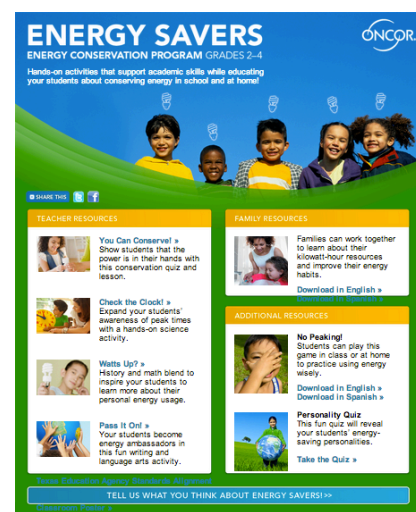 ENERGY SAVERS
ENERGY CONSERVATION PROGRAM GRADES 2–4
Hands-on activities that support academic skills while educating
your students about conserving energy in school and at home!
ONCOR
SHARE THIS
TEACHER RESOURCES
You Can Conserve! »
Show students that the
power is in their hands with
this conservation quiz and
lesson.
Check the Clock! »
Expand your students'
awareness of peak times
with a hands-on science
activity.
Watts Up? »
History and math blend to
inspire your students to
learn more about their
personal energy usage.
Pass It On! »
Your students become
energy ambassadors in
this fun writing and
language arts activity.
Texas Education Agency Standards Alignment
FAMILY RESOURCES
Families can work together
to learn about their
kilowatt-hour resources
and improve their energy
habits.
Download in English »
Download in Spanish »
ADDITIONAL RESOURCES
No Peaking!
Students can play this
game in class or at home
to practice using energy
wisely.
Download in English »
Download in Spanish »
Personality Quiz
This fun quiz will reveal
your students' energy-
saving personalities.
Take the Quiz »
TELL US WHAT YOU THINK ABOUT ENERGY SAVERS! >>
Classroom Poster »